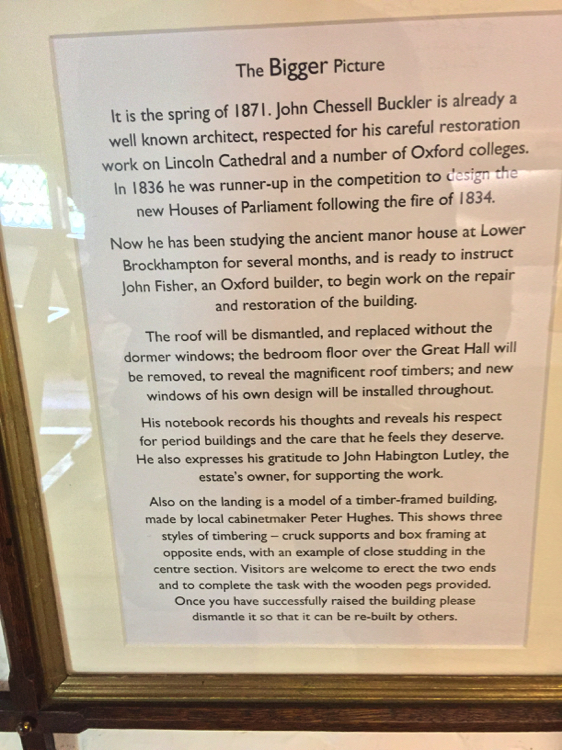 The Bigger Picture
It is the spring of 1871. John Chessell Buckler is already a
well known architect, respected for his careful restoration
work on Lincoln Cathedral and a number of Oxford colleges.
In 1836 he was runner-up in the competition to design the
new Houses of Parliament following the fire of 1834.
Now he has been studying the ancient manor house at Lower
Brockhampton for several months, and is ready to instruct
John Fisher, an Oxford builder, to begin work on the repair
and restoration of the building.
The roof will be dismantled, and replaced without the
dormer windows; the bedroom floor over the Great Hall will
be removed, to reveal the magnificent roof timbers; and new
windows of his own design will be installed throughout.
His notebook records his thoughts and reveals his respect
for period buildings and the care that he feels they deserve.
He also expresses his gratitude to John Habington Lutley, the
estate's owner, for supporting the work.
Also on the landing is a model of a timber-framed building,
made by local cabinetmaker Peter Hughes. This shows three
styles of timbering – cruck supports and box framing at
opposite ends, with an example of close studding in the
centre section. Visitors are welcome to erect the two ends
and to complete the task with the wooden pegs provided.
Once you have successfully raised the building please
dismantle it so that it can be re-built by others.